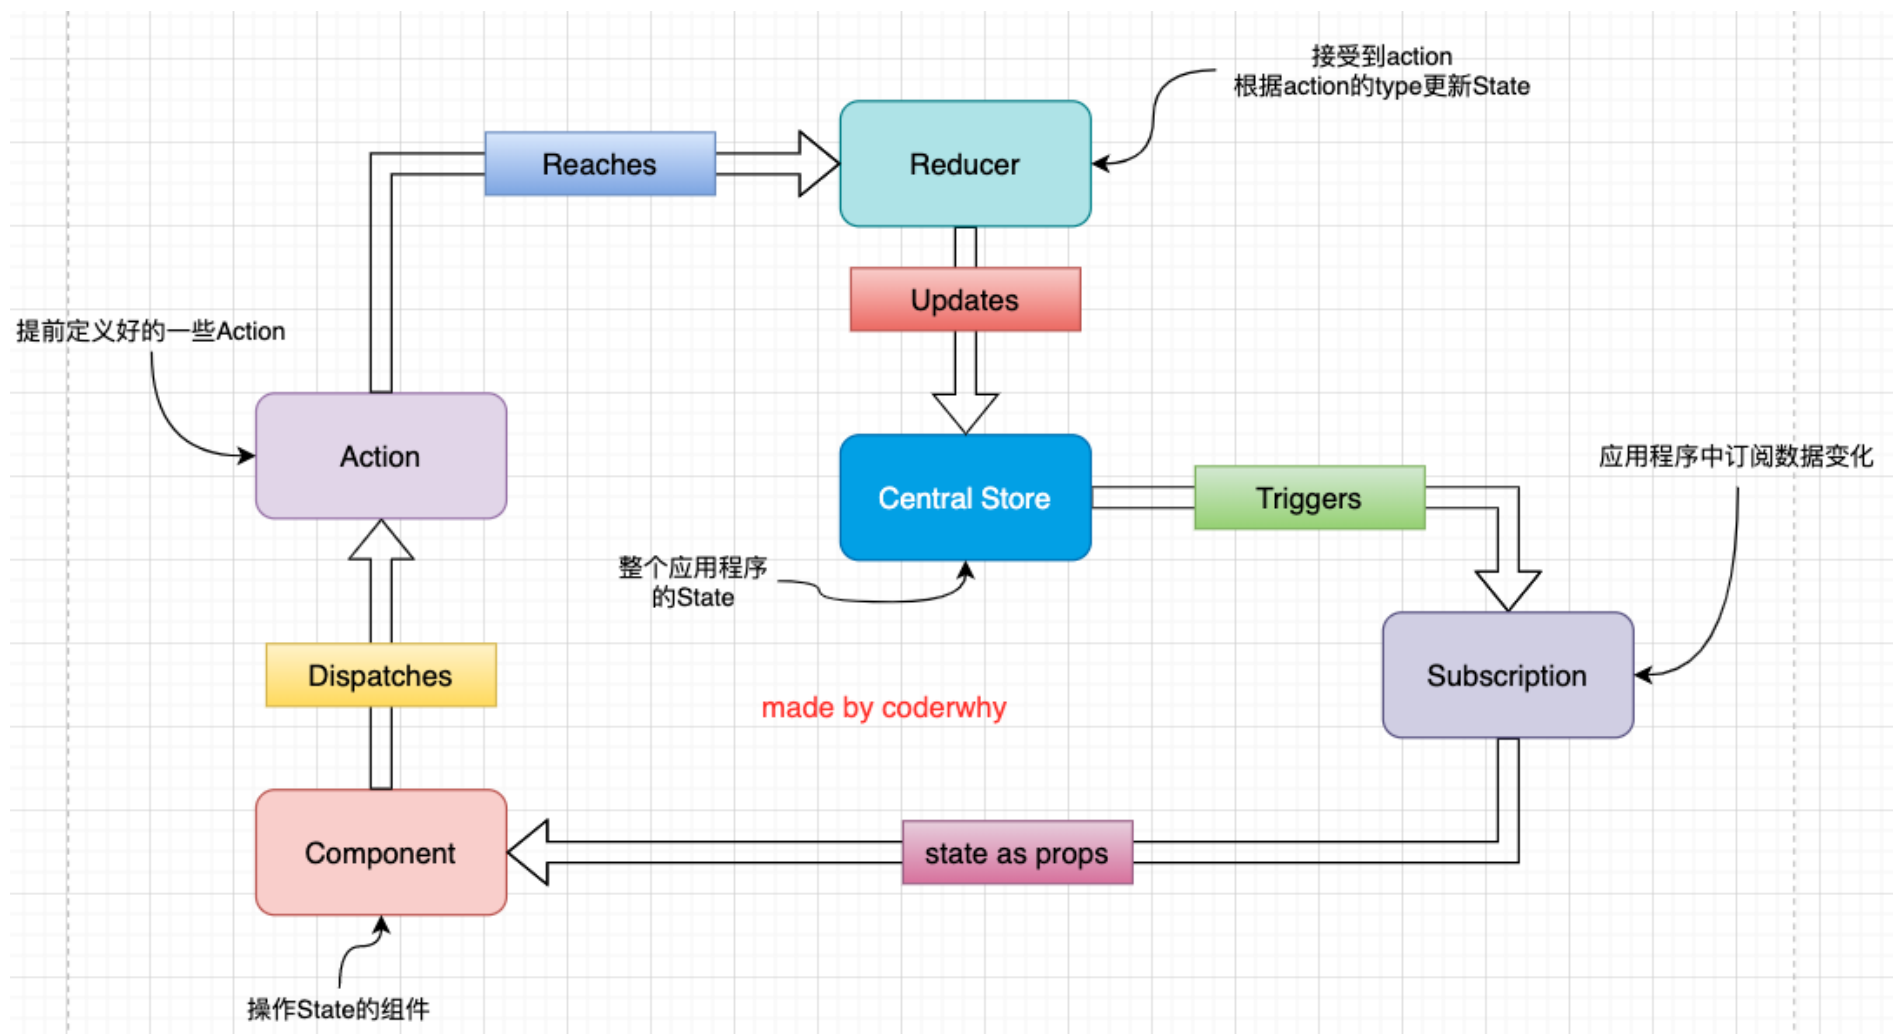 接受到action
根据action的type更新State
Reaches
Reducer
Updates
提前定义好的一些Action
Action
Central Store
Triggers
应用程序中订阅数据变化
整个应用程序
的State
Dispatches
made by coderwhy
Subscription
Component
state as props
操作State的组件